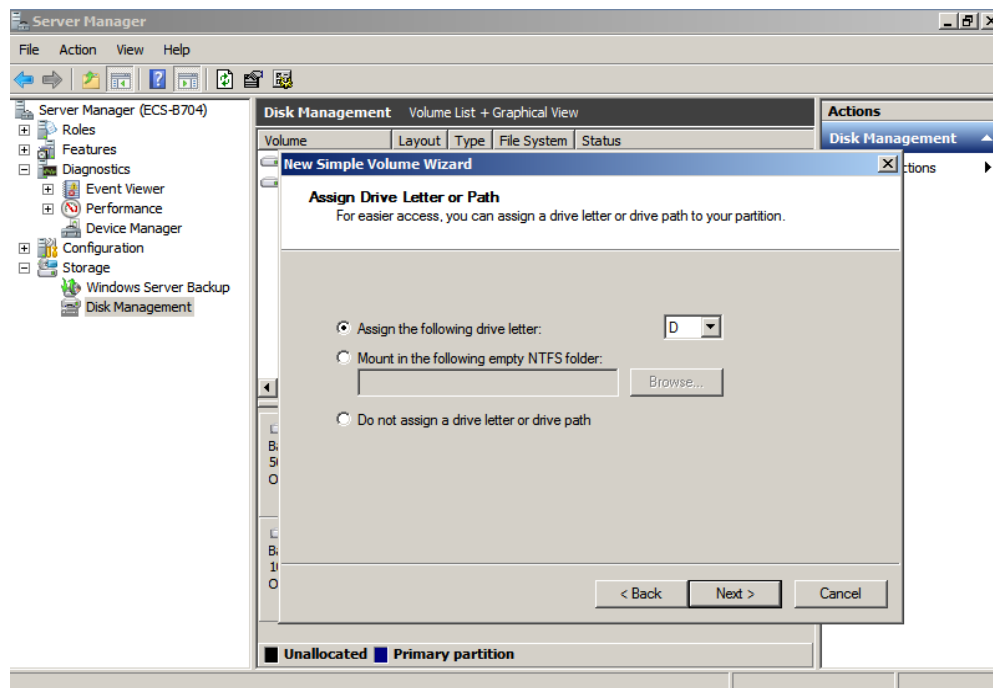 Server Manager
File Action View Help
Server Manager (ECS-B704)
Roles
Features
Diagnostics
Event Viewer
Performance
Device Manager
Configuration
Storage
Windows Server Backup
Disk Management
Disk Management Volume List + Graphical View
Volume Layout Type File System Status
Actions
Disk Management
New Simple Volume Wizard
Assign Drive Letter or Path
For easier access, you can assign a drive letter or drive path to your partition.
Assign the following drive letter: D
Mount in the following empty NTFS folder:
Browse...
Do not assign a drive letter or drive path
< Back Next > Cancel
Unallocated Primary partition